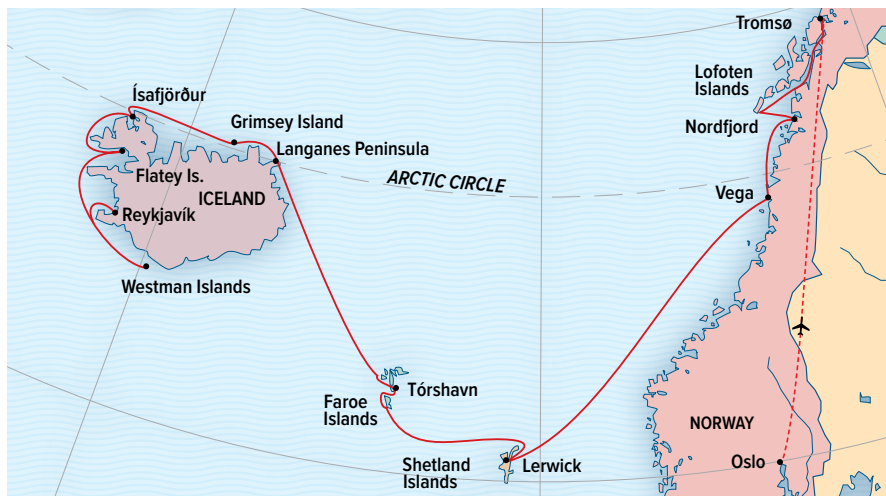 Tromsø
Lofoten
Islands
Ísafjörður
Grimsey Island
Nordfjord
Langanes Peninsula
Flatey Is.
ARCTIC CIRCLE
ICELAND
Vega
Reykjavík
Westman Islands
Tórshavn
Faroe
Islands
NORWAY
Shetland
Islands
Lerwick
Oslo